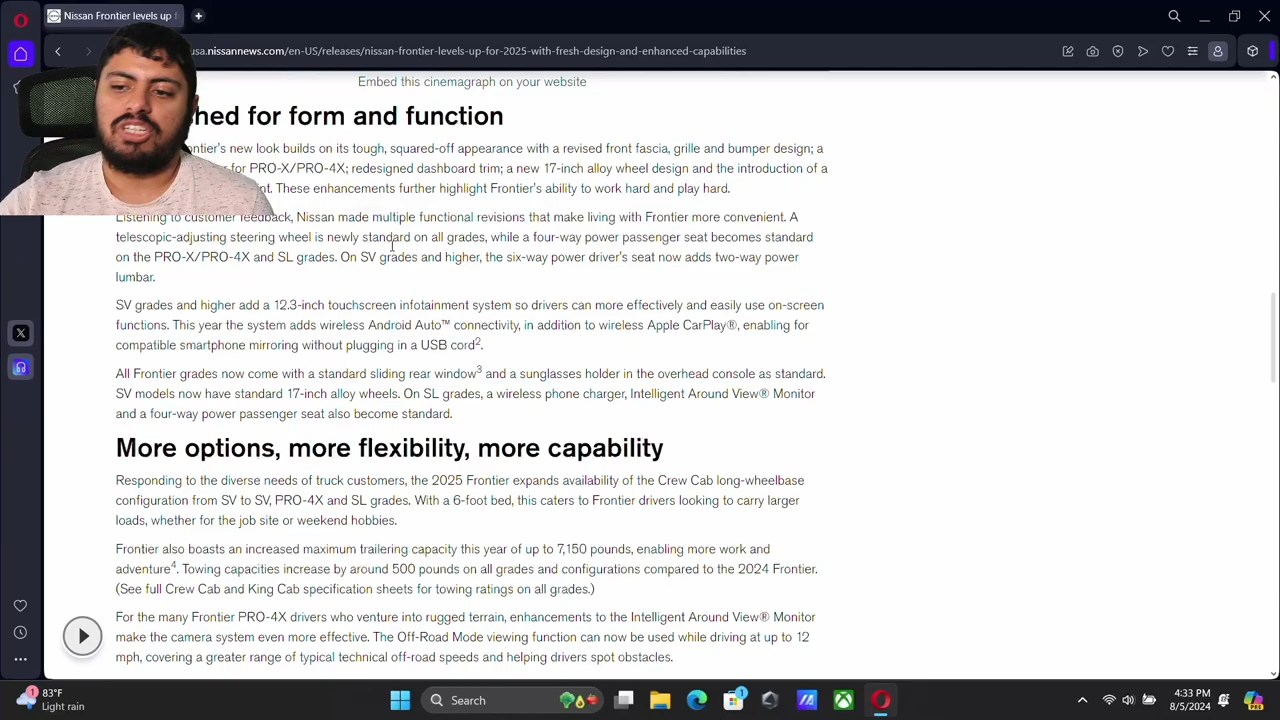 Nissan Frontier levels up f
usa.nissannews.com/en-US/releases/nissan-frontier-levels-up-for-2025-with-fresh-design-and-enhanced-capabilities
Embed this cinemagraph on your website
hed for form and function
ontier's new look builds on its tough, squared-off appearance with a revised front fascia, grille and bumper design; a
for PRO-X/PRO-4X; redesigned dashboard trim; a new 17-inch alloy wheel design and the introduction of
nt. These enhancements further highlight Frontier's ability to work hard and play hard.
Listening to customer feedback, Nissan made multiple functional revisions that make living with Frontier more convenient. A
telescopic-adjusting steering wheel is newly standard on all grades, while a four-way power passenger seat becomes standard
on the PRO-X/PRO-4X and SL grades. On SV grades and higher, the six-way power driver's seat now adds two-way power
lumbar.
SV grades and higher add a 12.3-inch touchscreen infotainment system so drivers can more effectively and easily use on-screen
functions. This year the system adds wireless Android Auto™ connectivity, in addition to wireless Apple CarPlay®, enabling for
compatible smartphone mirroring without plugging in a USB cord2.
All Frontier grades now come with a standard sliding rear window3 and a sunglasses holder in the overhead console as standard.
SV models now have standard 17-inch alloy wheels. On SL grades, a wireless phone charger, Intelligent Around View® Monitor
and a four-way power passenger seat also become standard.
More options, more flexibility, more capability
Responding to the diverse needs of truck customers, the 2025 Frontier expands availability of the Crew Cab long-wheelbase
configuration from SV to SV, PRO-4X and SL grades. With a 6-foot bed, this caters to Frontier drivers looking to carry larger
loads, whether for the job site or weekend hobbies.
Frontier also boasts an increased maximum trailering capacity this year of up to 7,150 pounds, enabling more work and
adventure4. Towing capacities increase by around 500 pounds on all grades and configurations compared to the 2024 Frontier.
(See full Crew Cab and King Cab specification sheets for towing ratings on all grades.)
For the many Frontier PRO-4X drivers who venture into rugged terrain, enhancements to the Intelligent Around View® Monitor
make the camera system even more effective. The Off-Road Mode viewing function can now be used while driving at up to 12
mph, covering a greater range of typical technical off-road speeds and helping drivers spot obstacles.
1
83°F
Light rain
Search
1
4:33 PM
8/5/2024